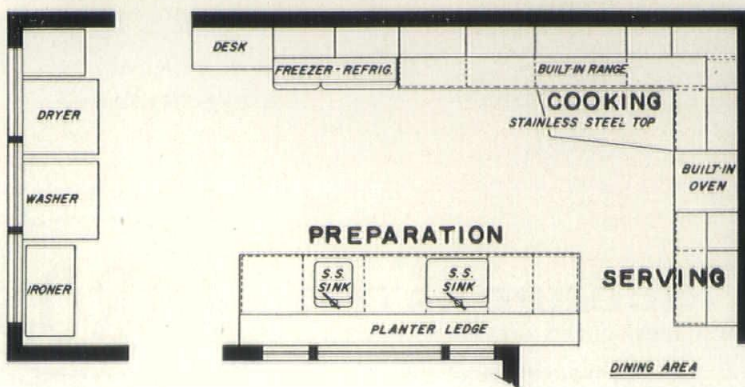 DESK
FREEZER - REFRIG.
BUILT-IN RANGE
COOKING
STAINLESS STEEL TOP
DRYER
BUILT-IN
OVEN
WASHER
PREPARATION
IRONER
S.S.
SINK
S.S.
SINK
SERVING
PLANTER LEDGE
DINING AREA